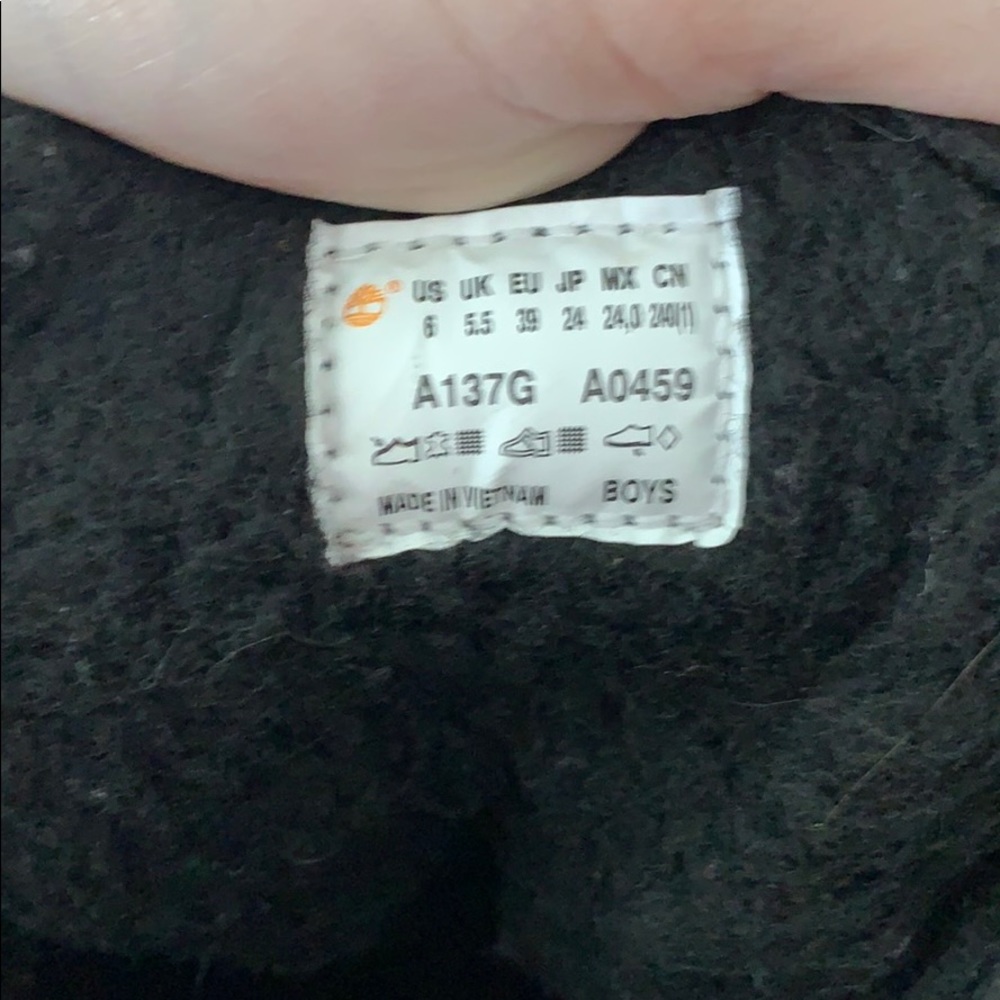 ® US UK EU JP MX CN
6 5.5 39 24 24,0 240(1)
A137G A0459
MADE IN VIETNAM BOYS